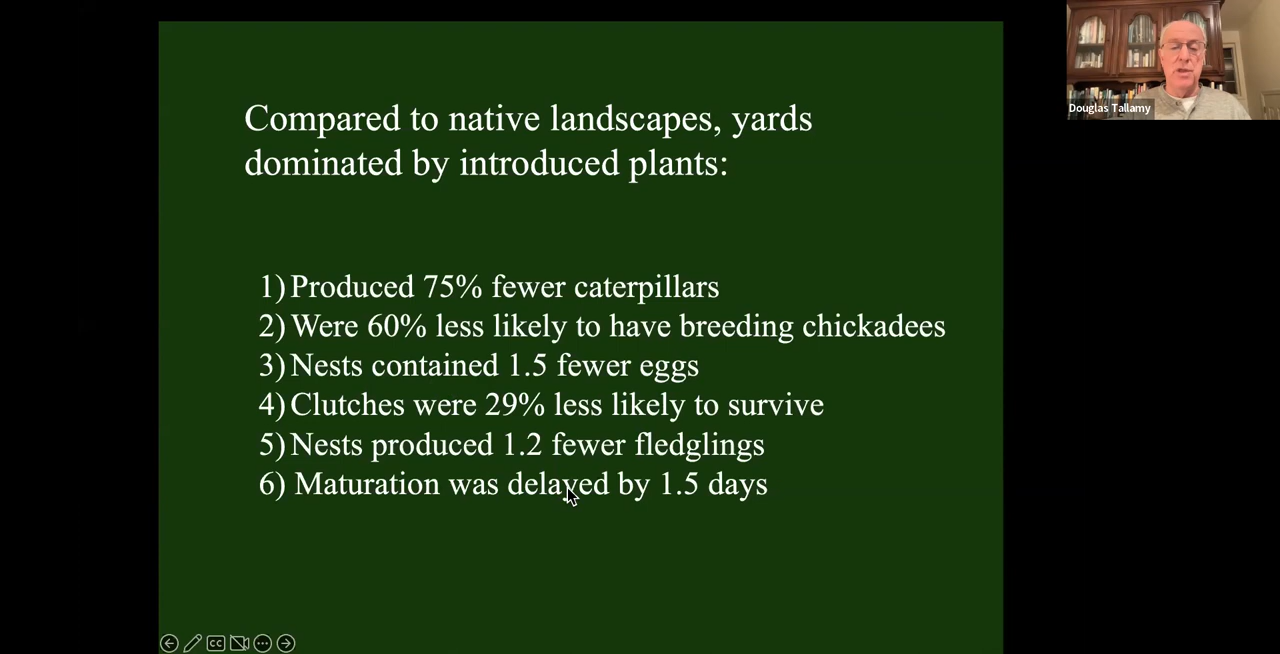 Compared to native landscapes, yards
dominated by introduced plants:
1) Produced 75% fewer caterpillars
2) Were 60% less likely to have breeding chickadees
3) Nests contained 1.5 fewer eggs
4) Clutches were 29% less likely to survive
5) Nests produced 1.2 fewer fledglings
6) Maturation was delayed by 1.5 days
Douglas Tallamy
CC